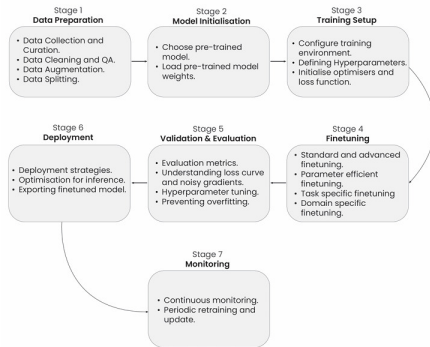 Stage 1
Data Preparation
• Data Collection and
Curation.
• Data Cleaning and QA.
• Data Augmentation.
• Data Splitting.
Stage 2
Model Initialisation
• Choose pre-trained
model.
• Load pre-trained model
weights.
Stage 3
Training Setup
• Configure training
environment.
• Defining Hyperparameters.
• Initialise optimisers and
loss function.
Stage 4
Finetuning
• Standard and advanced
finetuning.
• Parameter efficient
finetuning.
• Task specific finetuning
• Domain specific
finetuning.
Stage 5
Validation & Evaluation
• Evaluation metrics.
• Understanding loss curve
and noisy gradients.
• Hyperparameter tuning.
• Preventing overfitting.
Stage 6
Deployment
• Deployment strategies.
• Optimisation for inference.
• Exporting finetuned model.
Stage 7
Monitoring
• Continuous monitoring.
• Periodic retraining and
update.